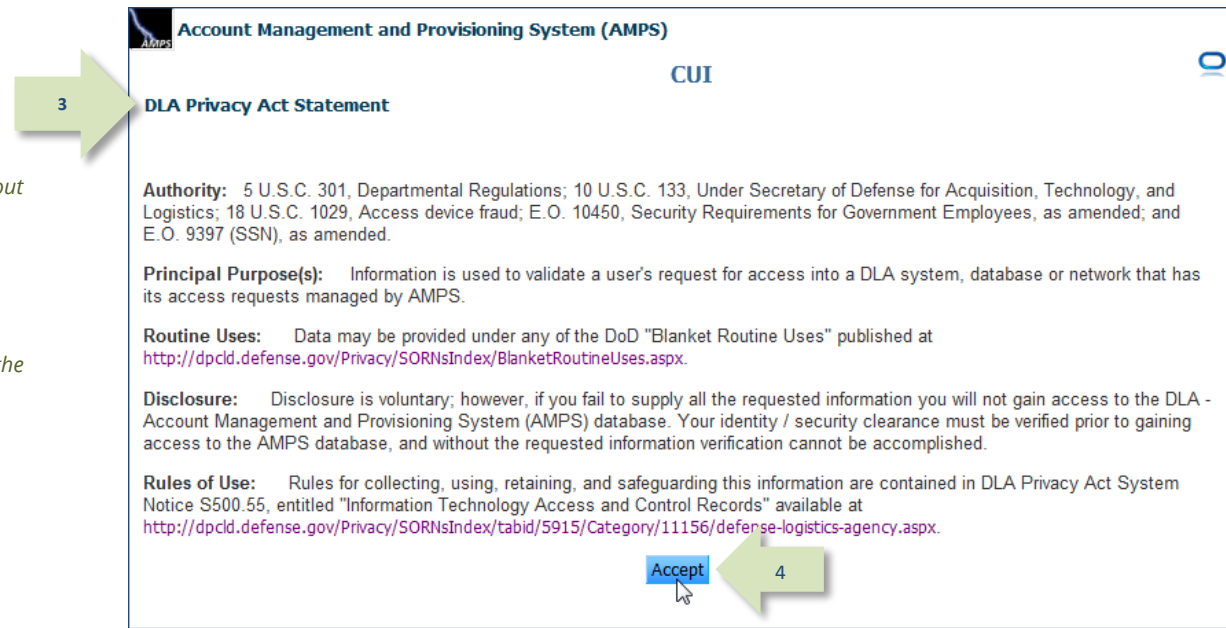 AMPS
Account Management and Provisioning System (AMPS)
CUI
3
DLA Privacy Act Statement
out
Authority: 5 U.S.C. 301, Departmental Regulations; 10 U.S.C. 133, Under Secretary of Defense for Acquisition, Technology, and
Logistics; 18 U.S.C. 1029, Access device fraud; E.O. 10450, Security Requirements for Government Employees, as amended; and
E.O. 9397 (SSN), as amended.
Principal Purpose(s): Information is used to validate a user's request for access into a DLA system, database or network that has
its access requests managed by AMPS.
Routine Uses: Data may be provided under any of the DoD "Blanket Routine Uses" published at
http://dpcld.defense.gov/Privacy/SORNsIndex/BlanketRoutineUses.aspx.
the
Disclosure: Disclosure is voluntary; however, if you fail to supply all the requested information you will not gain access to the DLA -
Account Management and Provisioning System (AMPS) database. Your identity / security clearance must be verified prior to gaining
access to the AMPS database, and without the requested information verification cannot be accomplished.
Rules of Use: Rules for collecting, using, retaining, and safeguarding this information are contained in DLA Privacy Act System
Notice S500.55, entitled "Information Technology Access and Control Records" available at
http://dpcld.defense.gov/Privacy/SORNsIndex/tabid/5915/Category/11156/defense-logistics-agency.aspx.
Accept
4